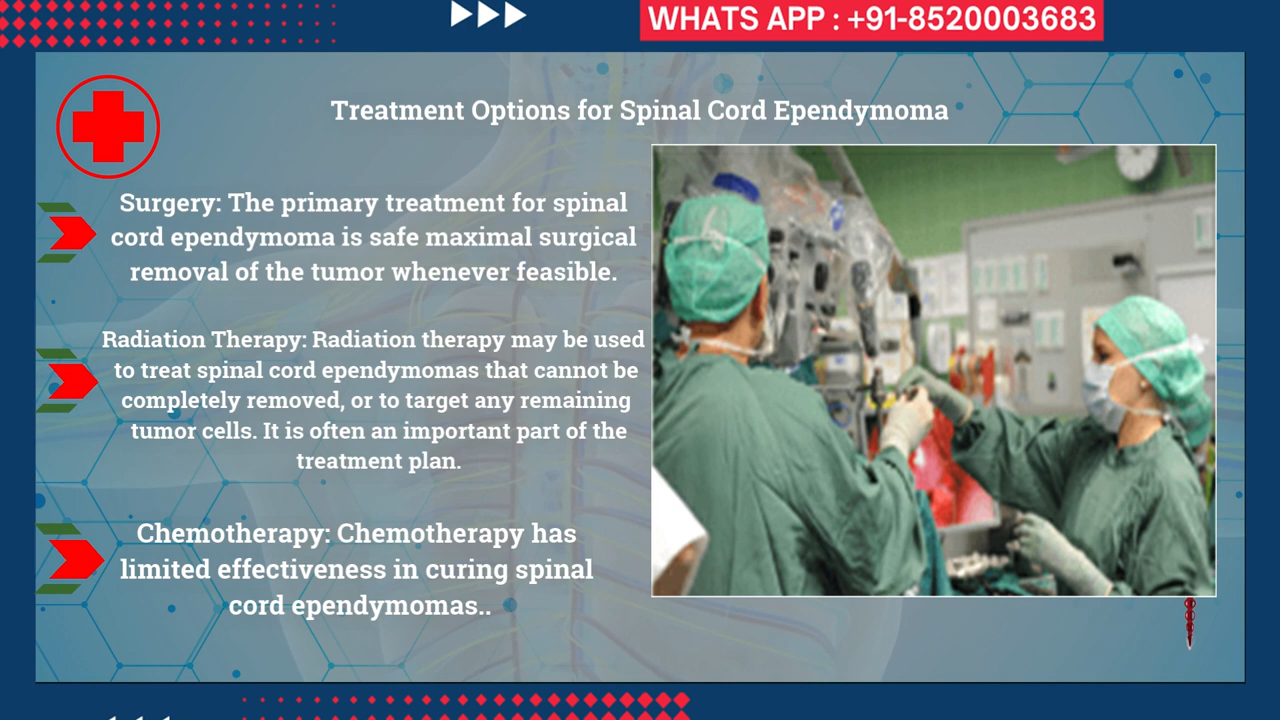 WHATS APP : +91-8520003683
Treatment Options for Spinal Cord Ependymoma
Surgery: The primary treatment for spinal
cord ependymoma is safe maximal surgical
removal of the tumor whenever feasible.
Radiation Therapy: Radiation therapy may be used
to treat spinal cord ependymomas that cannot be
completely removed, or to target any remaining
tumor cells. It is often an important part of the
treatment plan.
Chemotherapy: Chemotherapy has
limited effectiveness in curing spinal
cord ependymomas..